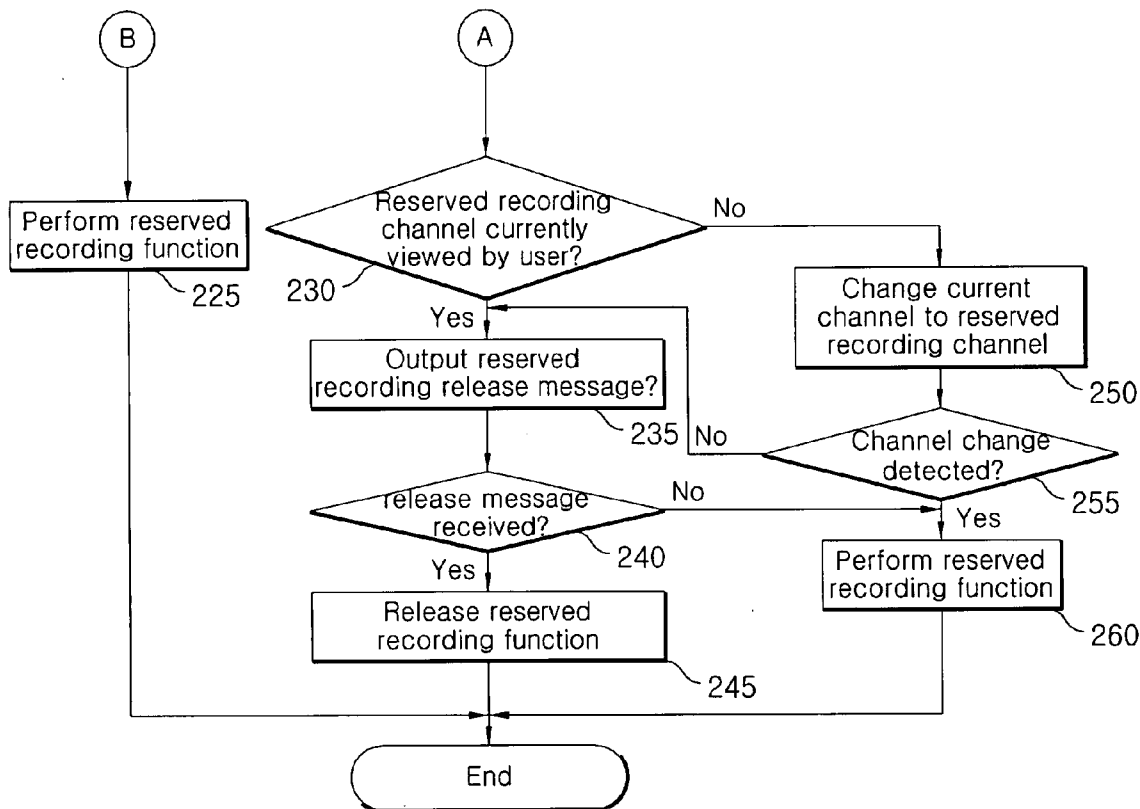 B
A
Perform reserved
recording function
225
Reserved recording
channel currently
viewed by user?
230
No
Yes
Change current
channel to reserved
recording channel
250
Output reserved
recording release message?
235
No
Channel change
detected?
255
Yes
release message
received?
240
No
Yes
Perform reserved
recording function
260
Release reserved
recording function
245
End